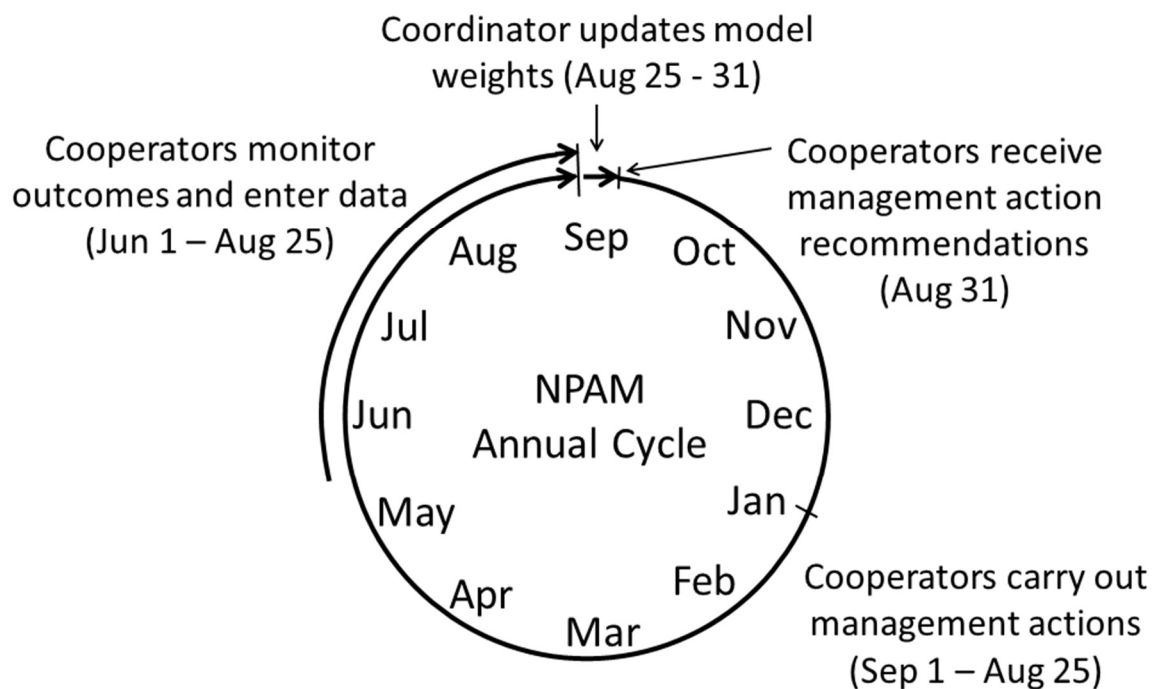 Coordinator updates model
weights (Aug 25 - 31)
Cooperators monitor
outcomes and enter data
(Jun 1 – Aug 25)
Cooperators receive
management action
recommendations
(Aug 31)
Sep
Oct
Nov
Dec
Jan
Feb
Mar
Apr
May
Jun
Jul
Aug
NPAM
Annual Cycle
Cooperators carry out
management actions
(Sep 1 – Aug 25)